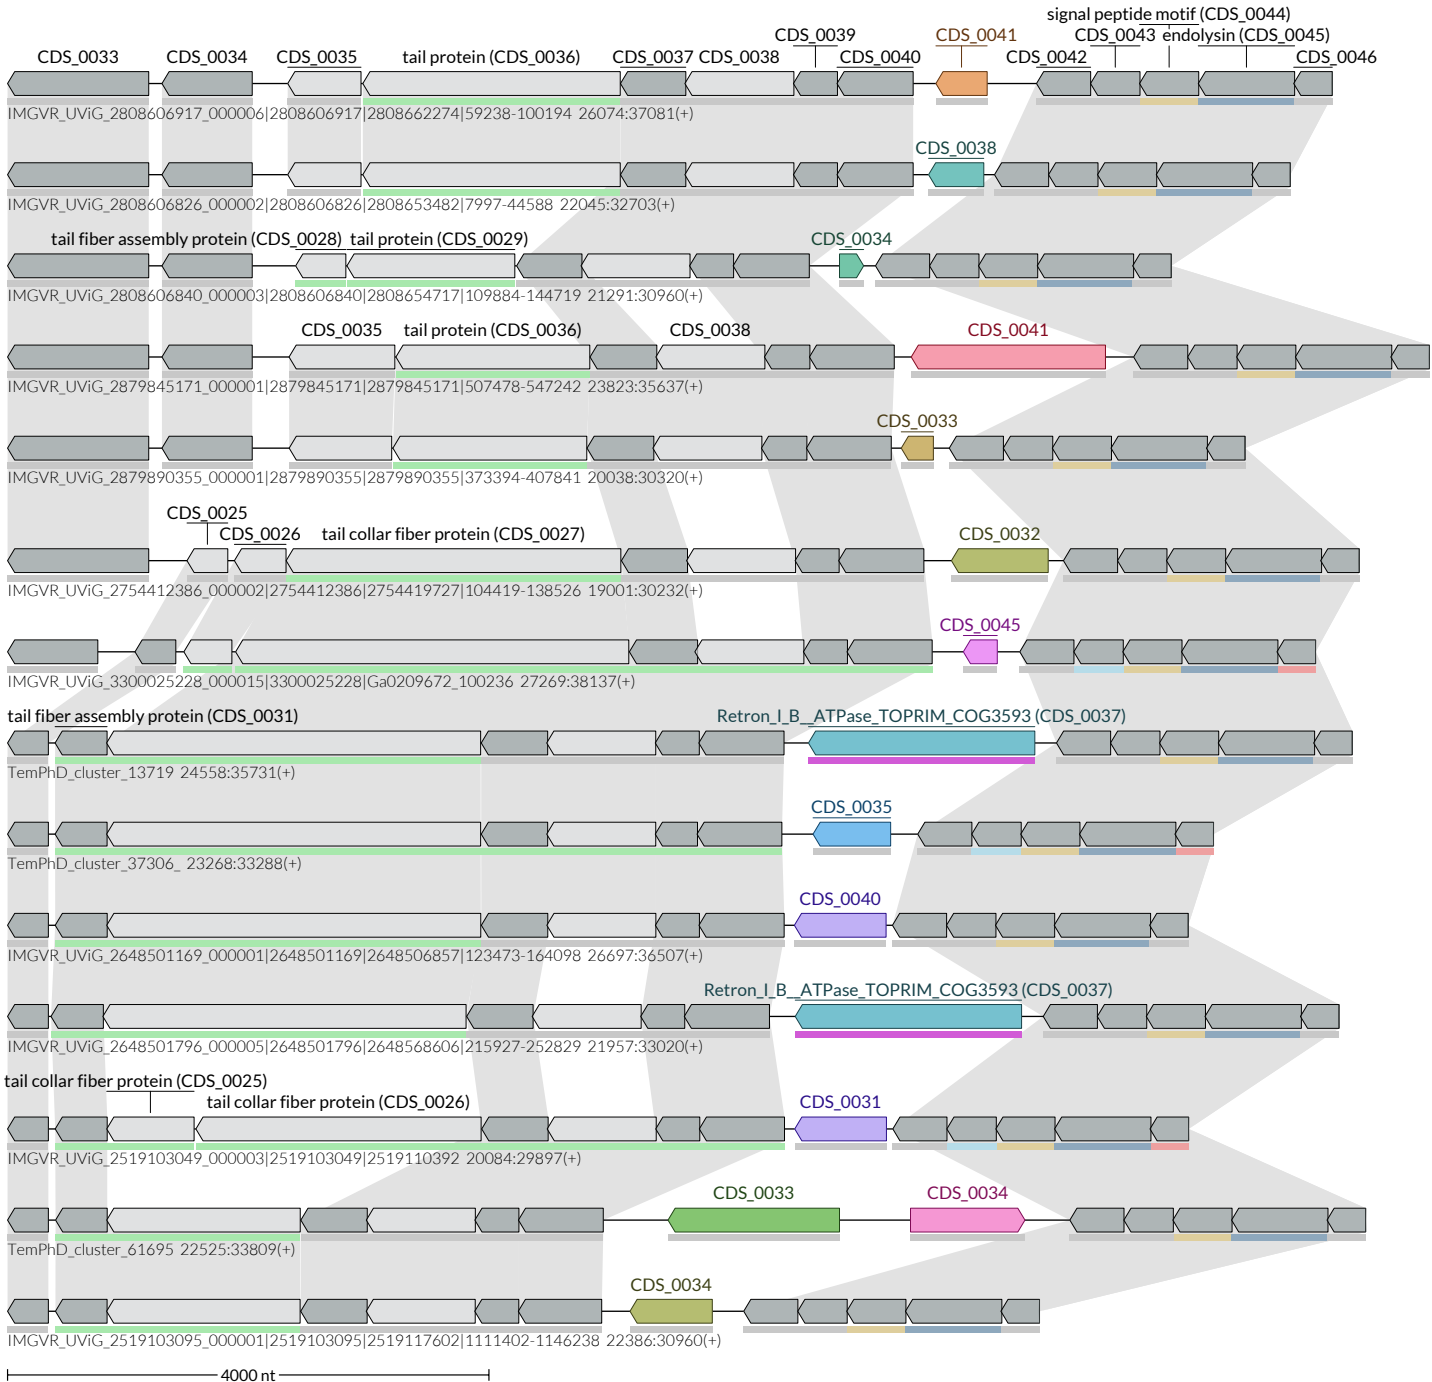 signal peptide motif (CDS_0044)
CDS_0039 CDS_0041 CDS_0043 endolysin (CDS_0045)
CDS_0033 CDS_0034 CDS_0035 tail protein (CDS_0036) CDS_0037 CDS_0038 CDS_0040 CDS_0042 CDS_0046
IMGVR_UViG_2808606917_000006|2808606917|2808662274|59238-100194 26074:37081(+)
CDS_0038
IMGVR_UViG_2808606826_000002|2808606826|2808653482|7997-44588 22045:32703(+)
tail fiber assembly protein (CDS_0028) tail protein (CDS_0029) CDS_0034
IMGVR_UViG_2808606840_000003|2808606840|2808654717|109884-144719 21291:30960(+)
CDS_0035 tail protein (CDS_0036) CDS_0038 CDS_0041
IMGVR_UViG_2879845171_000001|2879845171|2879845171|507478-547242 23823:35637(+)
CDS_0033
IMGVR_UViG_2879890355_000001|2879890355|2879890355|373394-407841 20038:30320(+)
CDS_0025
CDS_0026 tail collar fiber protein (CDS_0027) CDS_0032
IMGVR_UViG_2754412386_000002|2754412386|2754419727|104419-138526 19001:30232(+)
CDS_0045
IMGVR_UViG_3300025228_000015|3300025228|Ga0209672_100236 27269:38137(+)
tail fiber assembly protein (CDS_0031) Retron_I_B__ATPase_TOPRIM_COG3593 (CDS_0037)
TemPhD_cluster_13719 24558:35731(+)
CDS_0035
TemPhD_cluster_37306_ 23268:33288(+)
CDS_0040
IMGVR_UViG_2648501169_000001|2648501169|2648506857|123473-164098 26697:36507(+)
Retron_I_B__ATPase_TOPRIM_COG3593 (CDS_0037)
IMGVR_UViG_2648501796_000005|2648501796|2648568606|215927-252829 21957:33020(+)
tail collar fiber protein (CDS_0025)
tail collar fiber protein (CDS_0026) CDS_0031
IMGVR_UViG_2519103049_000003|2519103049|2519110392 20084:29897(+)
CDS_0033 CDS_0034
TemPhD_cluster_61695 22525:33809(+)
CDS_0034
IMGVR_UViG_2519103095_000001|2519103095|2519117602|1111402-1146238 22386:30960(+)
4000 nt